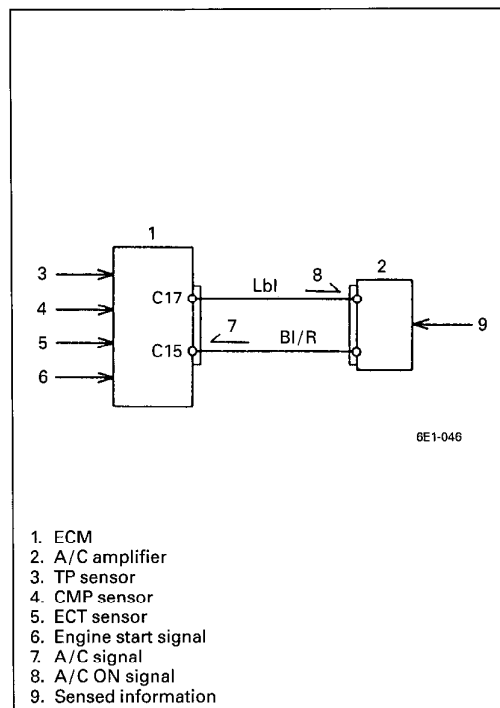 1
2
3
4
5
6
C17
C15
Lbl
8
7
Bl/R
9
6E1-046
1. ECM
2. A/C amplifier
3. TP sensor
4. CMP sensor
5. ECT sensor
6. Engine start signal
7. A/C signal
8. A/C ON signal
9. Sensed information